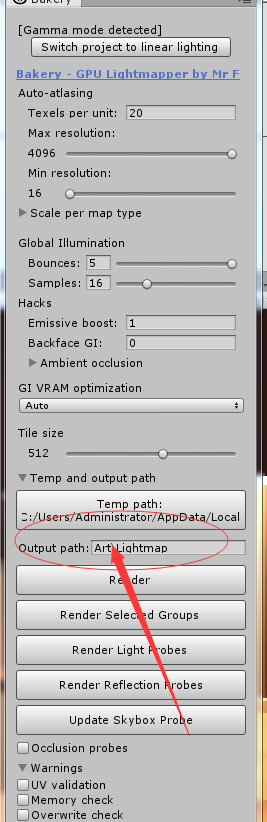 Bakery
[Gamma mode detected]
Switch project to linear lighting
Bakery - GPU Lightmapper by Mr F
Auto-atlasing
Texels per unit: 20
Max resolution:
4096
Min resolution:
16
Scale per map type
Global Illumination
Bounces: 5
Samples: 16
Hacks
Emissive boost: 1
Backface GI: 0
Ambient occlusion
GI VRAM optimization
Auto
Tile size
512
Temp and output path
Temp path:
C:/Users/Administrator/AppData/Local
Output path: Art Lightmap
Render
Render Selected Groups
Render Light Probes
Render Reflection Probes
Update Skybox Probe
Occlusion probes
Warnings
UV validation
Memory check
Overwrite check